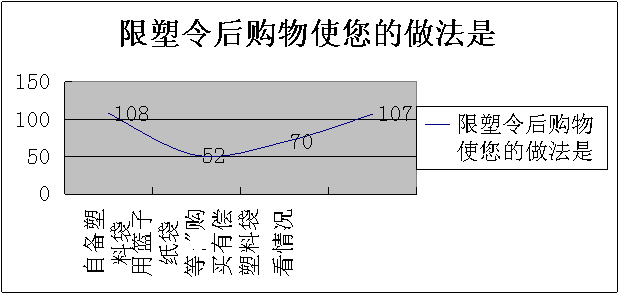 限塑令后购物使您的做法是
150
100
50
0
108
52
70
107
限塑令后购物
使您的做法是
自备塑
料袋
用篮子
纸袋
等."购
买有偿
塑料袋
看情况